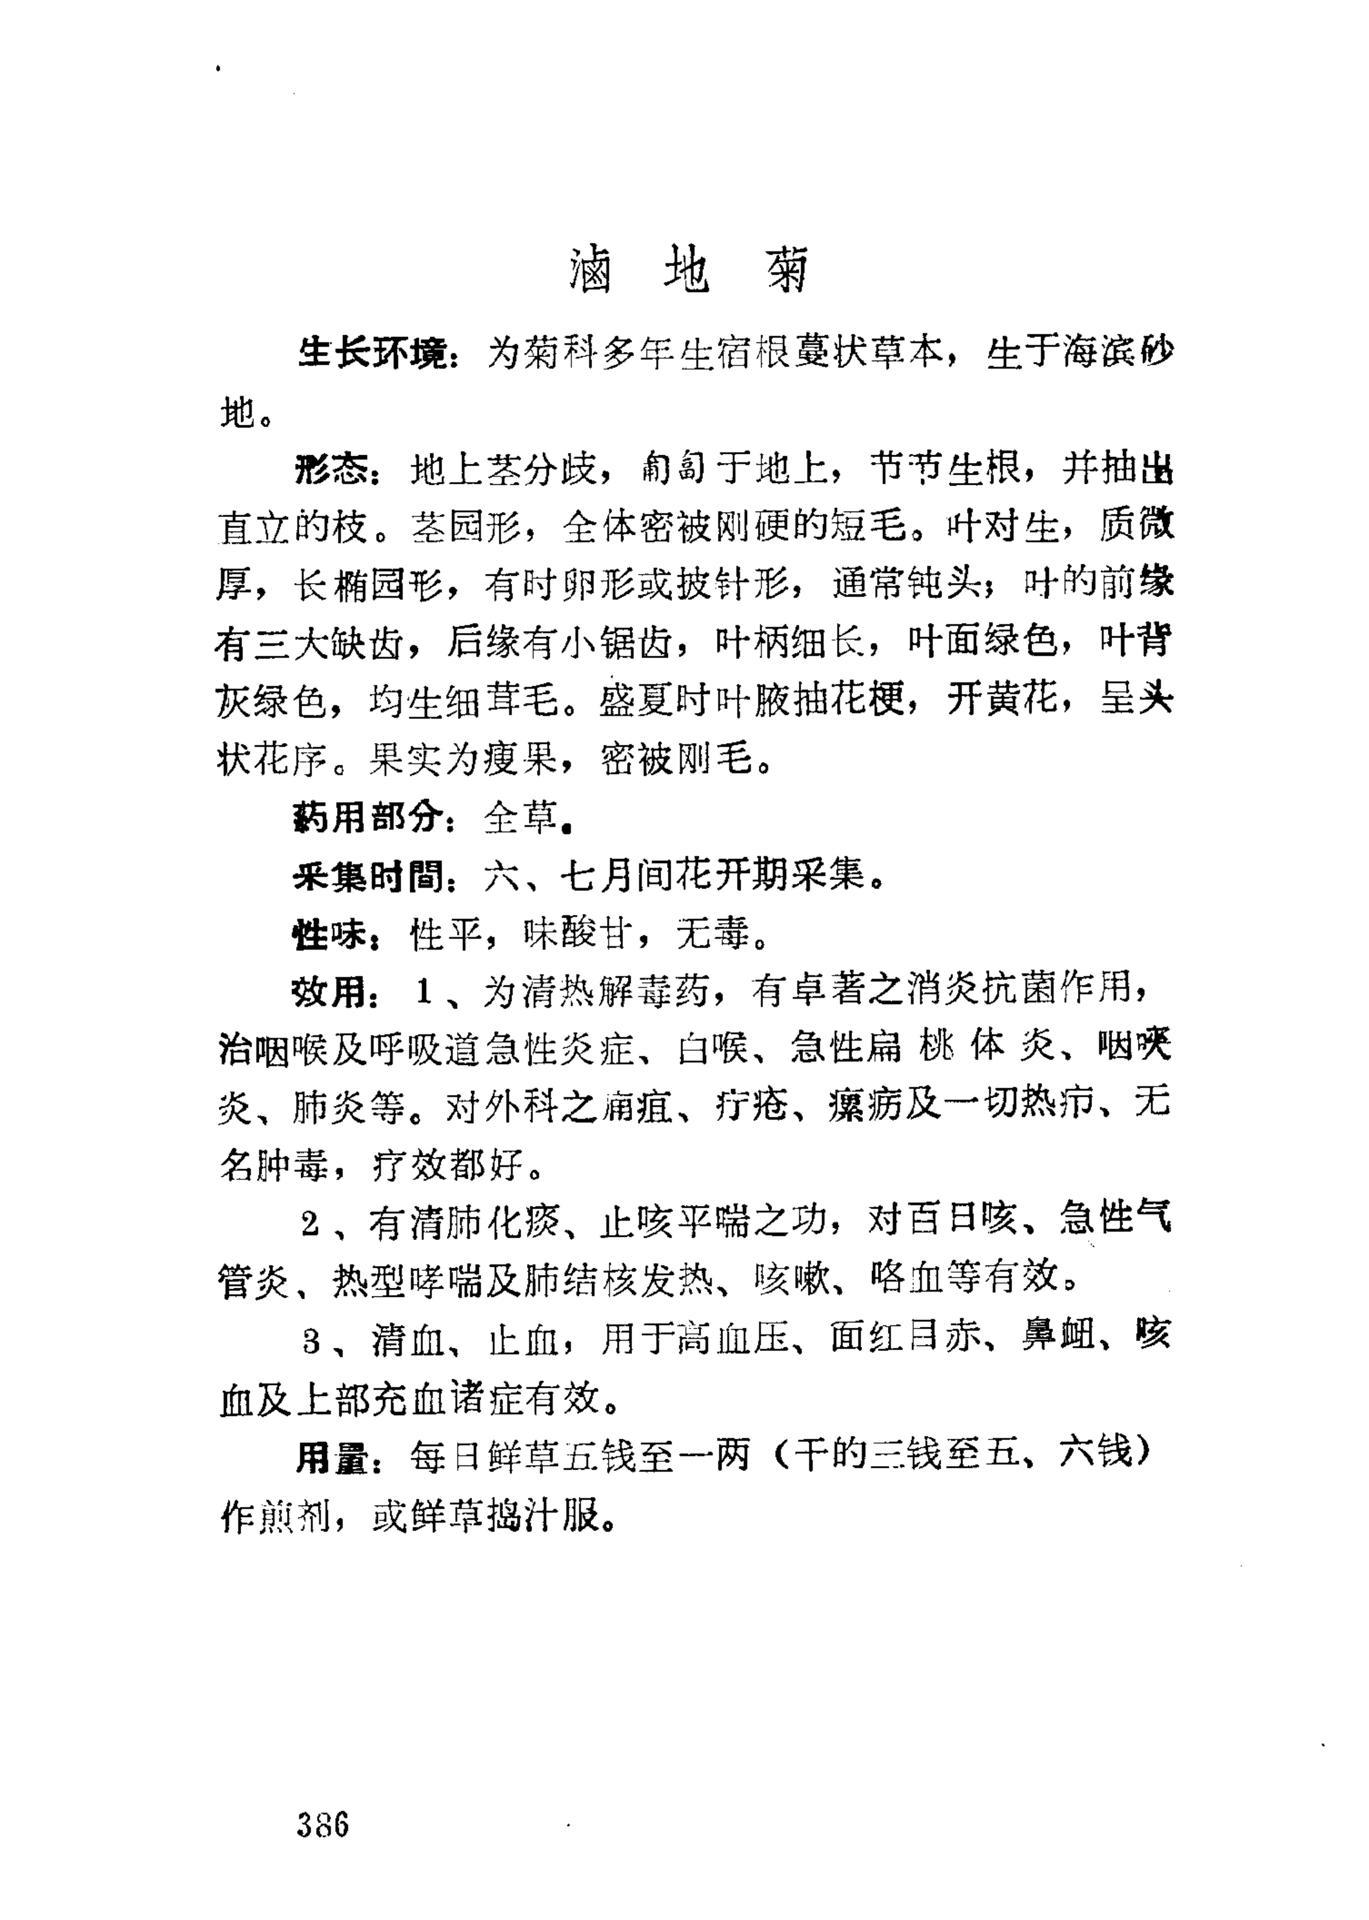 滷地菊
生长环境：为菊科多年生宿根蔓状草本，生于海滨砂
地。
形态：地上茎分歧，匍匐于地上，节节生根，并抽出
直立的枝。茎园形，全体密被刚硬的短毛。叶对生，质微
厚，长椭园形，有时卵形或披针形，通常钝头；叶的前缘
有三大缺齿，后缘有小锯齿，叶柄细长，叶面绿色，叶背
灰绿色，均生细茸毛。盛夏时叶腋抽花梗，开黄花，呈头
状花序。果实为瘦果，密被刚毛。
药用部分：全草。
采集时間：六、七月间花开期采集。
性味：性平，味酸甘，无毒。
效用：1、为清热解毒药，有卓著之消炎抗菌作用，
治咽喉及呼吸道急性炎症、白喉、急性扁桃体炎、咽喉
炎、肺炎等。对外科之痈疽、疔疮、瘰疬及一切热疖、无
名肿毒，疗效都好。
2、有清肺化痰、止咳平喘之功，对百日咳、急性气
管炎、热型哮喘及肺结核发热、咳嗽、咯血等有效。
3、清血、止血，用于高血压、面红目赤、鼻衄、咳
血及上部充血诸症有效。
用量：每日鲜草五钱至一两（干的三钱至五、六钱）
作煎剂，或鲜草捣汁服。
386